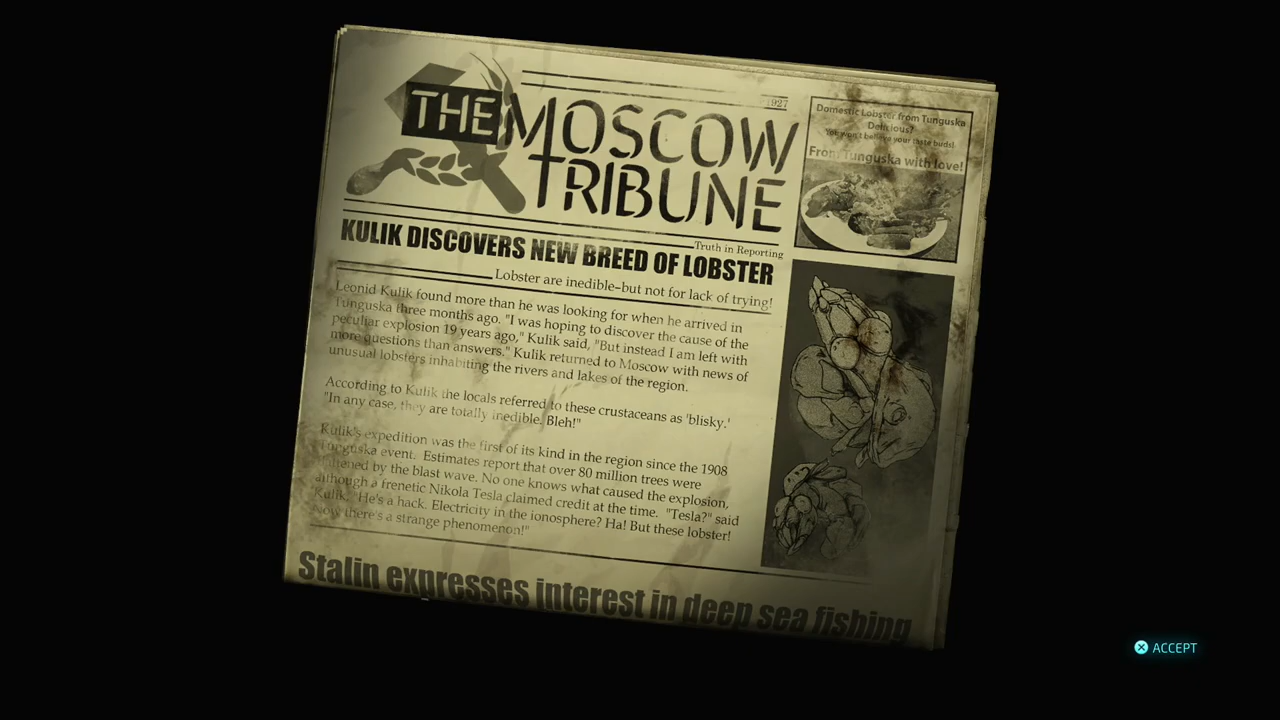 THE MOSCOW
TRIBUNE
1927
Truth in Reporting
KULIK DISCOVERS NEW BREED OF LOBSTER
Lobster are inedible-but not for lack of trying!
Leonid Kulik found more than he was looking for when he arrived in
Tunguska three months ago. "I was hoping to discover the cause of the
peculiar explosion 19 years ago," Kulik said, "But instead I am left with
more questions than answers." Kulik returned to Moscow with news of
unusual lobsters inhabiting the rivers and lakes of the region.
According to Kulik the locals referred to these crustaceans as 'blisky.'
"In any case, they are totally inedible. Bleh!"
Kulik's expedition was the first of its kind in the region since the 1908
Tunguska event. Estimates report that over 80 million trees were
flattened by the blast wave. No one knows what caused the explosion,
although a frenetic Nikola Tesla claimed credit at the time. "Tesla?" said
Kulik. "He's a hack. Electricity in the ionosphere? Ha! But these lobster!
Now there's a strange phenomenon!"
Stalin expresses interest in deep sea fishing
Domestic Lobster from Tunguska
Delicious?
You won't believe your taste buds!
From Tunguska with love!
ACCEPT